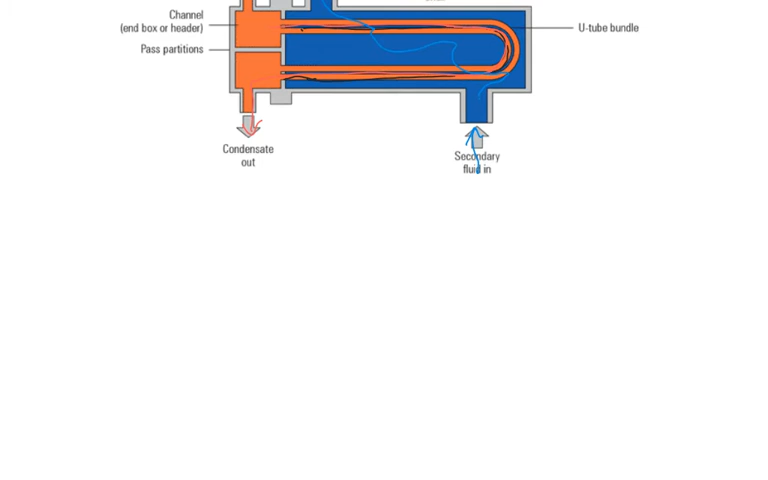 Channel
(end box or header)
U-tube bundle
Pass partitions
Condensate
out
Secondary
fluid in